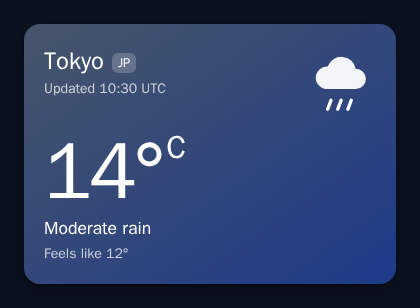 Tokyo JP
Updated 10:30 UTC
14°C
Moderate rain
Feels like 12°